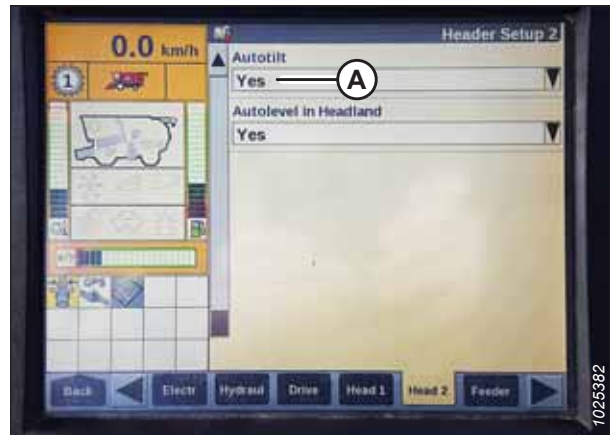 0.0 km/h
Header Setup 2
1
Autotilt
Yes
A
Autolevel in Headland
Yes
Back
Electr
Hydraul
Drive
Head 1
Head 2
Feeder
1025382